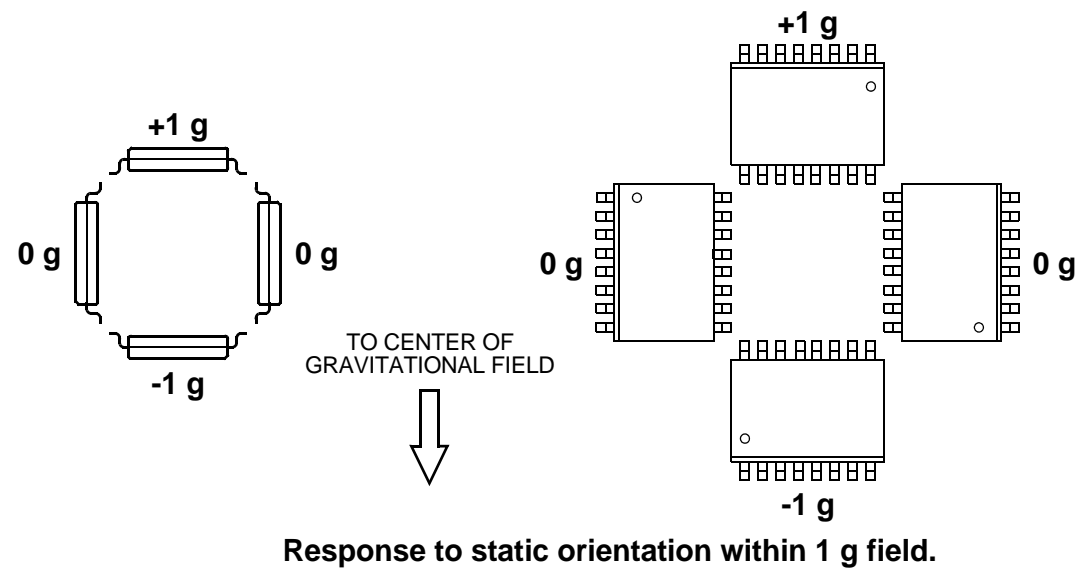 +1 g
+1 g
0 g
0 g
0 g
0 g
TO CENTER OF
GRAVITATIONAL FIELD
-1 g
-1 g
Response to static orientation within 1 g field.